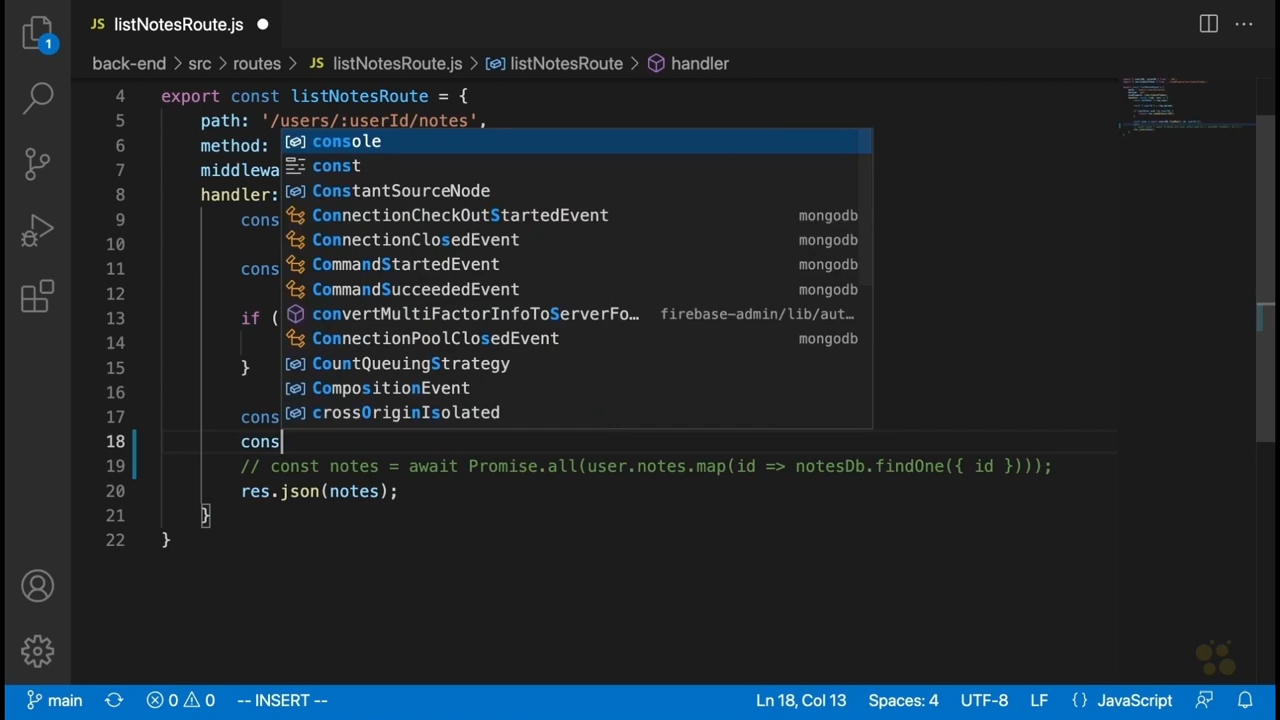 JS listNotesRoute.js
1
back-end > src > routes > JS listNotesRoute.js > listNotesRoute > handler
4 export const listNotesRoute = {
5 path: '/users/:userId/notes',
6 method:
console
7 middlewa
const
8 handler:
ConstantSourceNode
9 cons
ConnectionCheckOutStartedEvent mongodb
10
ConnectionClosedEvent mongodb
11 cons
CommandStartedEvent mongodb
12
CommandSucceededEvent mongodb
13 if (
convertMultiFactorInfoToServerFo… firebase-admin/lib/aut…
14
ConnectionPoolClosedEvent mongodb
15 }
CountQueuingStrategy
16
CompositionEvent
17 cons
crossOriginIsolated
18 cons
19 // const notes = await Promise.all(user.notes.map(id => notesDb.findOne({ id })));
20 res.json(notes);
21 }
22 }
main 0 0 -- INSERT -- Ln 18, Col 13 Spaces: 4 UTF-8 LF {} JavaScript